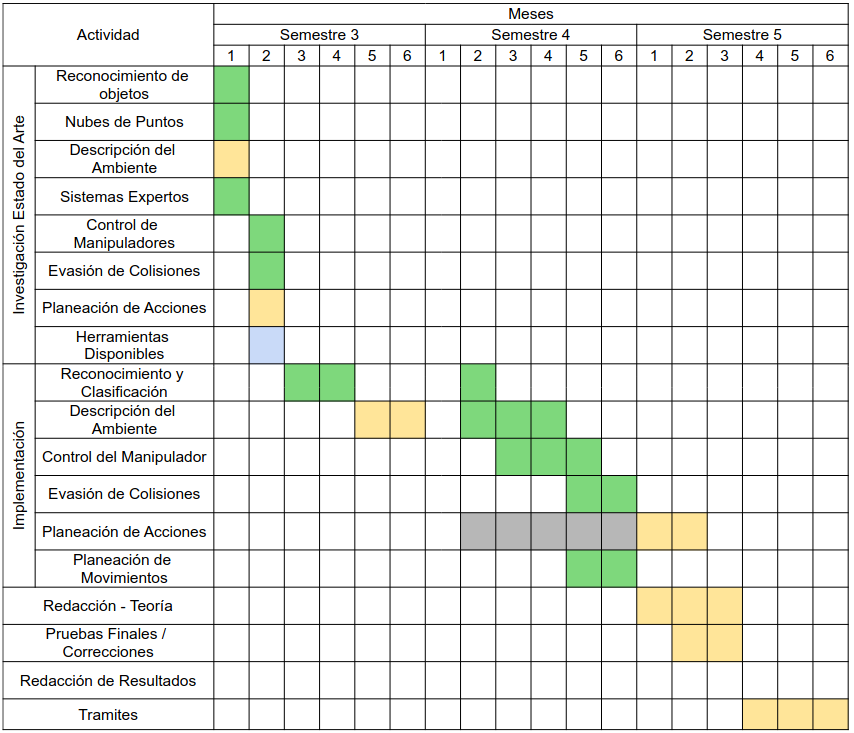 Actividad
Meses
Semestre 3
Semestre 4
Semestre 5
1 2 3 4 5 6 1 2 3 4 5 6 1 2 3 4 5 6
Investigación Estado del Arte
Reconocimiento de
objetos
Nubes de Puntos
Descripción del
Ambiente
Sistemas Expertos
Control de
Manipuladores
Evasión de Colisiones
Planeación de Acciones
Herramientas
Disponibles
Implementación
Reconocimiento y
Clasificación
Descripción del
Ambiente
Control del Manipulador
Evasión de Colisiones
Planeación de Acciones
Planeación de
Movimientos
Redacción - Teoría
Pruebas Finales /
Correcciones
Redacción de Resultados
Tramites